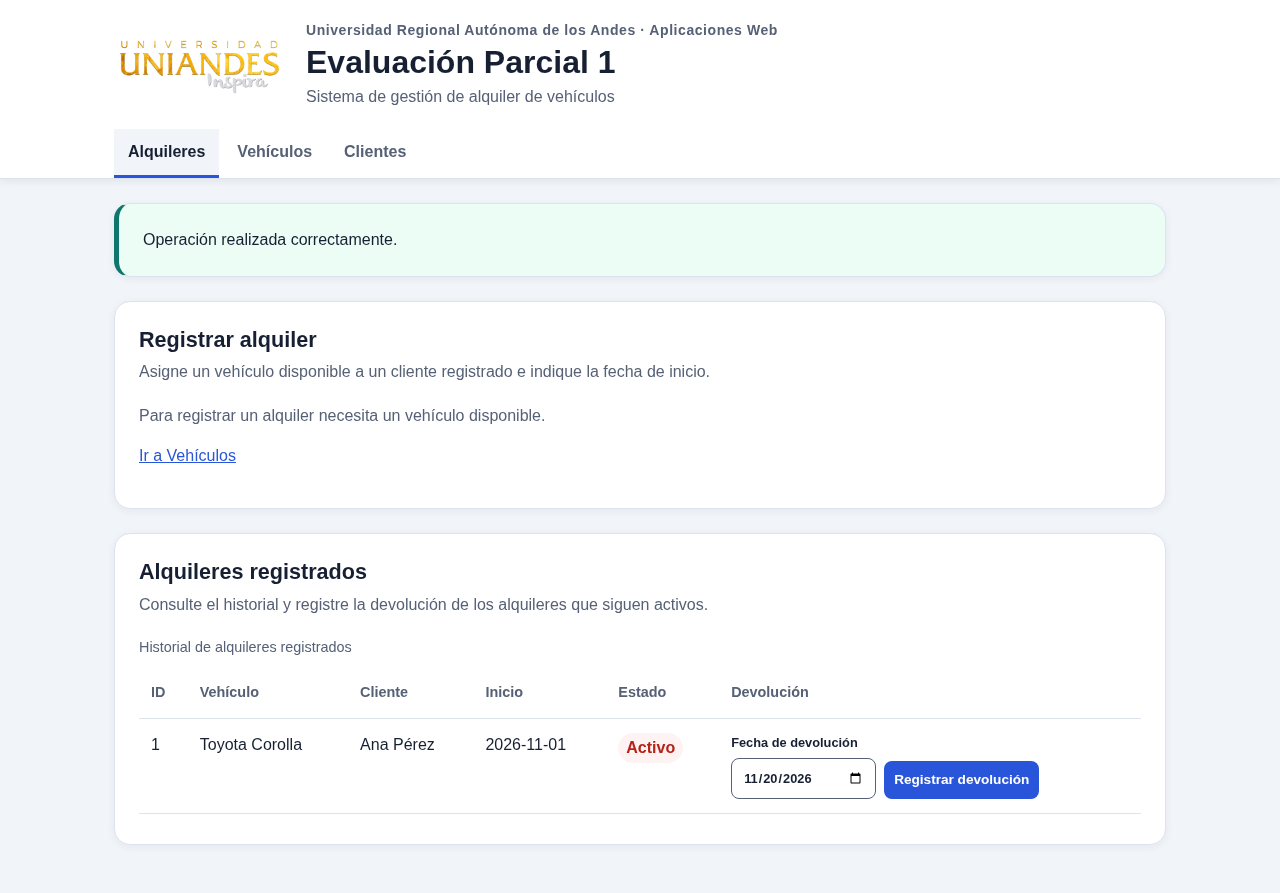 Universidad Regional Autónoma de los Andes · Aplicaciones Web
UNIVERSIDAD
UNIANDES
Inspira
Evaluación Parcial 1
Sistema de gestión de alquiler de vehículos
Alquileres Vehículos Clientes
Operación realizada correctamente.
Registrar alquiler
Asigne un vehículo disponible a un cliente registrado e indique la fecha de inicio.
Para registrar un alquiler necesita un vehículo disponible.
Ir a Vehículos
Alquileres registrados
Consulte el historial y registre la devolución de los alquileres que siguen activos.
Historial de alquileres registrados
ID Vehículo Cliente Inicio Estado Devolución
1 Toyota Corolla Ana Pérez 2026-11-01 Activo Fecha de devolución
11/20/2026 Registrar devolución